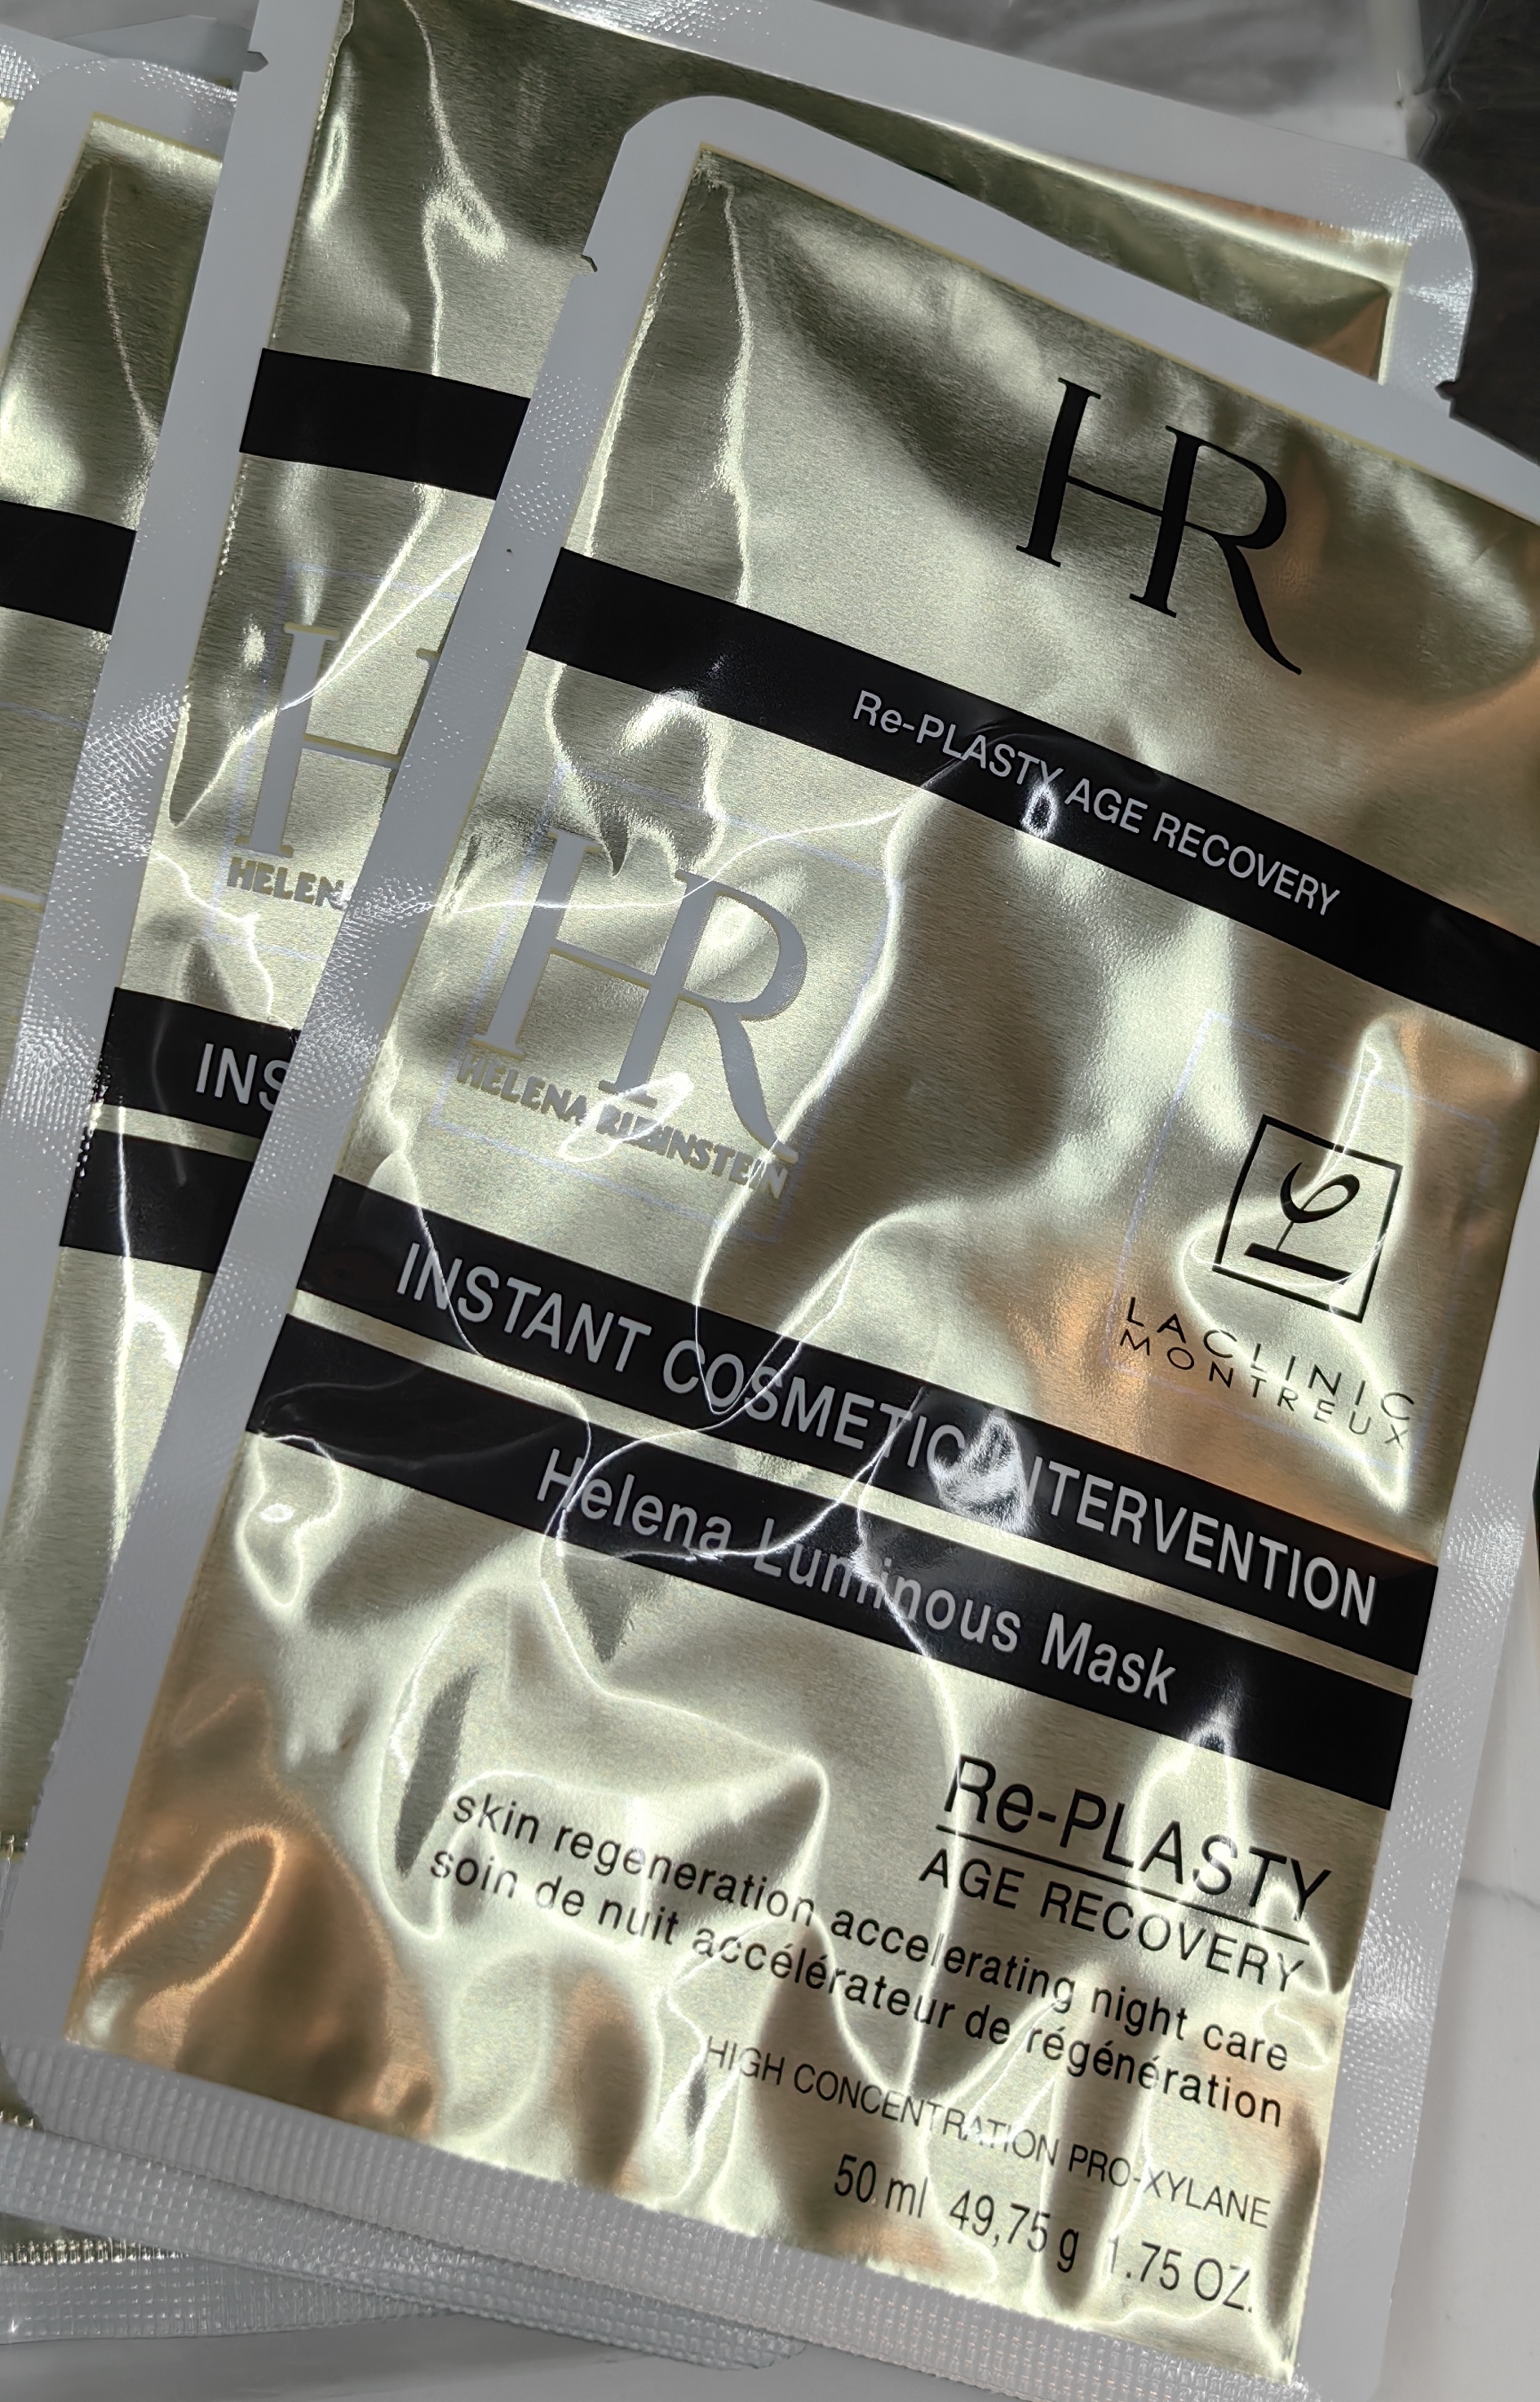 HR
Re-PLASTY AGE RECOVERY
HR
HELENA RUBINSTEIN
LACLINIC
MONTREUX
INSTANT COSMETIC INTERVENTION
Helena Luminous Mask
Re-PLASTY
AGE RECOVERY
skin regeneration accelerating night care
soin de nuit accélérateur de régénération
HIGH CONCENTRATION PRO-XYLANE
50 ml 49,75 g 1.75 OZ.
H
HELEN
INS